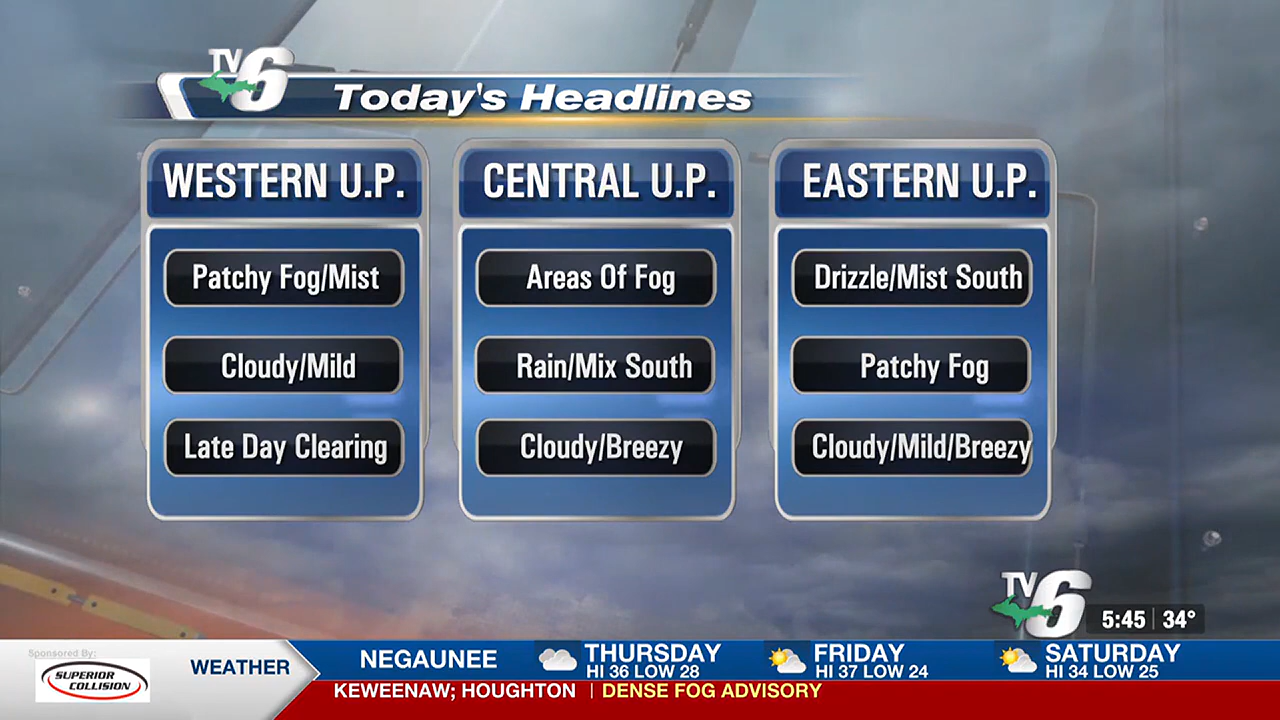 TV6
Today's Headlines
WESTERN U.P.
Patchy Fog/Mist
Cloudy/Mild
Late Day Clearing
CENTRAL U.P.
Areas Of Fog
Rain/Mix South
Cloudy/Breezy
EASTERN U.P.
Drizzle/Mist South
Patchy Fog
Cloudy/Mild/Breezy
TV6
5:45 34°
Sponsored By:
SUPERIOR
COLLISION
WEATHER
NEGAUNEE
THURSDAY
HI 36 LOW 28
FRIDAY
HI 37 LOW 24
SATURDAY
HI 34 LOW 25
KEWEENAW; HOUGHTON | DENSE FOG ADVISORY